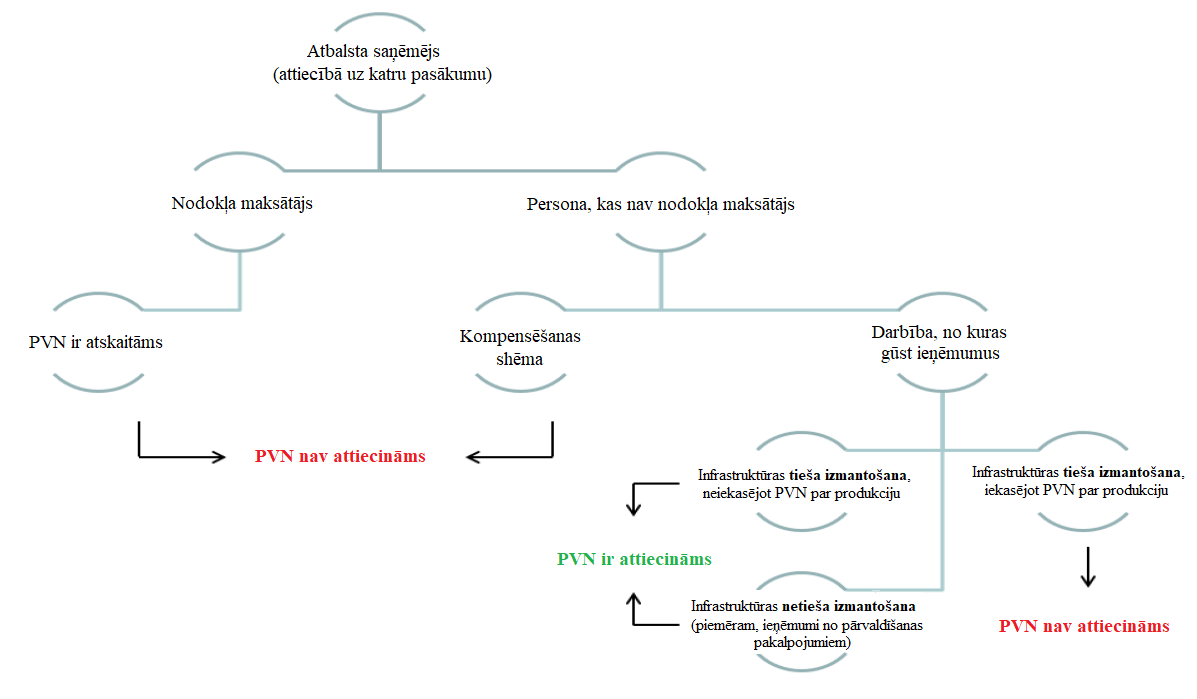 Atbalsta saņēmējs
(attiecībā uz katru pasākumu)
Nodokļa maksātājs
Persona, kas nav nodokļa maksātājs
PVN ir atskaitāms
Kompensēšanas
shēma
Darbība, no kuras
gūst ieņēmumus
PVN nav attiecināms
Infrastruktūras tieša izmantošana,
neiekasējot PVN par produkciju
Infrastruktūras tieša izmantošana,
iekasējot PVN par produkciju
PVN ir attiecināms
Infrastruktūras netieša izmantošana
(piemēram, ieņēmumi no pārvaldīšanas
pakalpojumiem)
PVN nav attiecināms